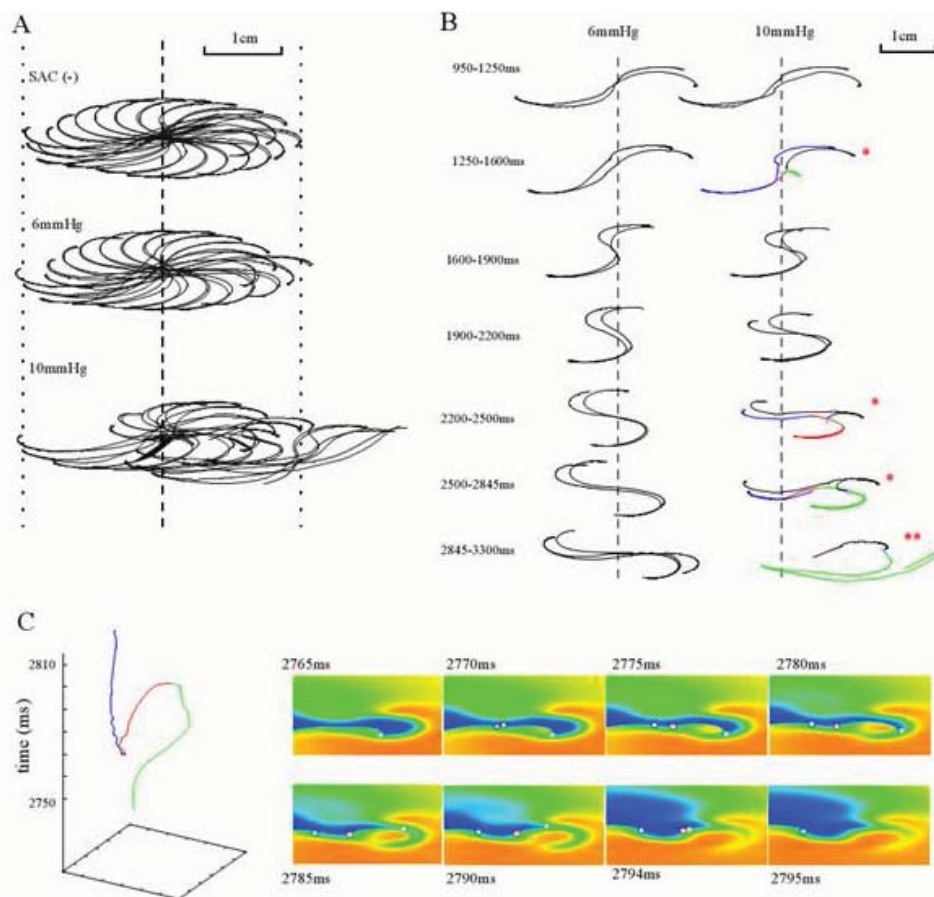 A
1cm
SAC (-)
6mmHg
10mmHg
B
6mmHg
10mmHg
1cm
950-1250ms
1250-1600ms
*
1600-1900ms
1900-2200ms
2200-2500ms
*
2500-2845ms
*
2845-3300ms
**
C
time (ms)
2810
2750
2765ms
2770ms
2775ms
2780ms
2785ms
2790ms
2794ms
2795ms